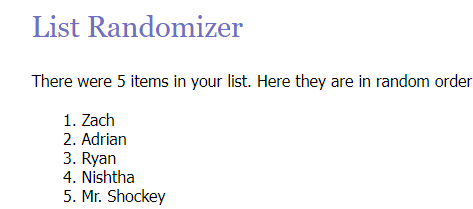 List Randomizer
There were 5 items in your list. Here they are in random order
1. Zach
2. Adrian
3. Ryan
4. Nishtha
5. Mr. Shockey